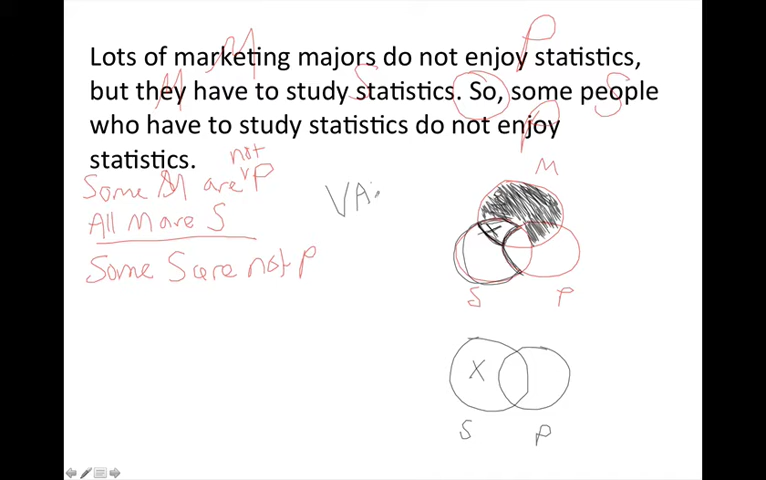 Lots of marketing majors do not enjoy statistics,
but they have to study statistics. So, some people
who have to study statistics do not enjoy
statistics.
M M P
M S S
P
not
Some M are v P
All M are S
Some S are not P
VA:
M
X
S P
X
S P